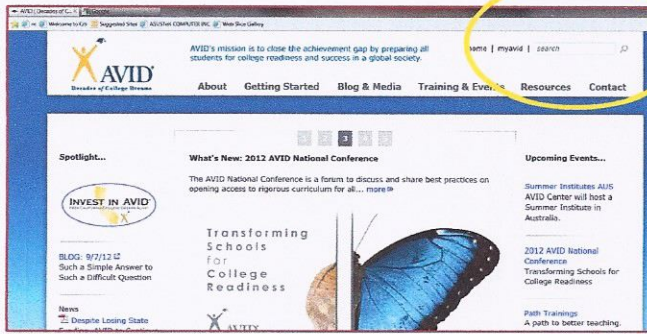 AVID | Decades of C...
Suggested Sites
ASUSTeK COMPUTER INC
Web Slice Gallery
AVID's mission is to close the achievement gap by preparing all
students for college readiness and success in a global society.
home | myavid | search
AVID
Decades of College Dreams
About Getting Started Blog & Media Training & Events Resources Contact
1 2 3 4 5
Spotlight...
INVEST IN AVID
BLOG: 9/7/12
Such a Simple Answer to
Such a Difficult Question
News
Despite Losing State
What's New: 2012 AVID National Conference
The AVID National Conference is a forum to discuss and share best practices on
opening access to rigorous curriculum for all... more
Transforming
Schools
for
College
Readiness
AVID
Upcoming Events...
Summer Institutes AUS
AVID Center will host a
Summer Institute in
Australia.
2012 AVID National
Conference
Transforming Schools for
College Readiness
Path Trainings
A path to better teaching.